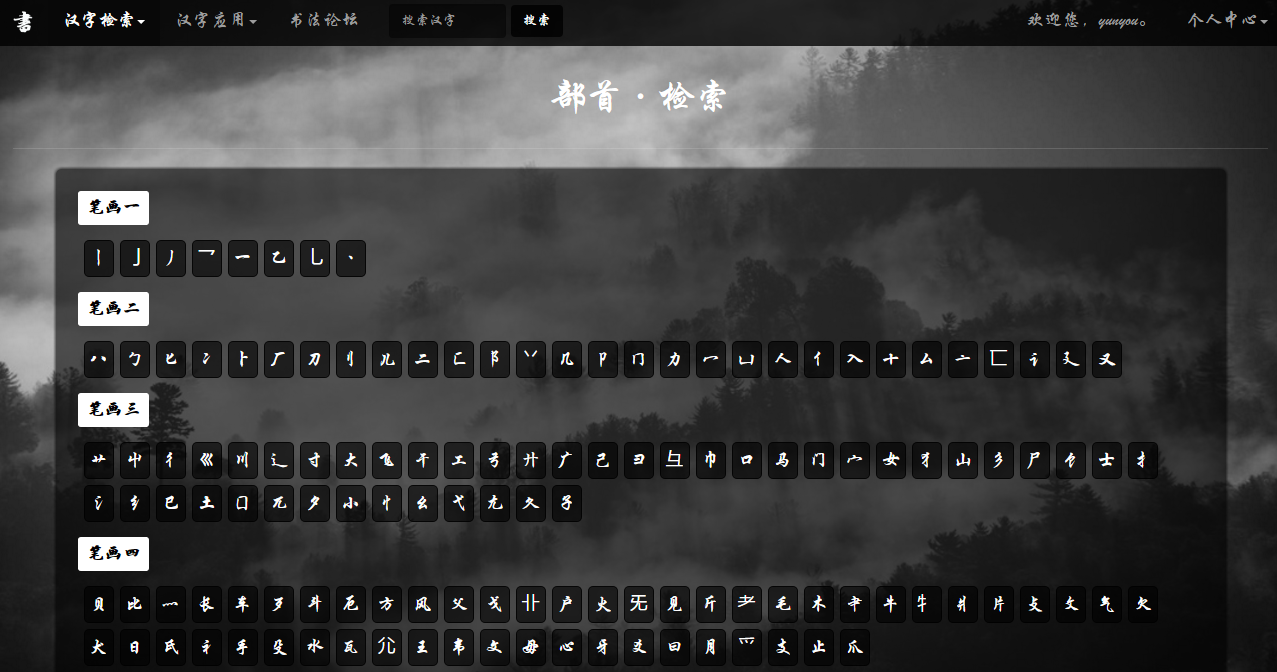 書 汉字检索 汉字应用 书法论坛 搜索汉字 搜索 欢迎您，yunyou。 个人中心
部首·检索
笔画一
丨 亅 丿 乛 一 乙 乚 丶
笔画二
八 勹 匕 冫 卜 厂 刀 刂 儿 二 匚 阝 丷 几 卩 冂 力 冖 凵 人 亻 入 十 厶 亠 匸 讠 廴 又
笔画三
艹 屮 彳 巛 川 辶 寸 大 飞 干 工 弓 廾 广 己 彐 彑 巾 口 马 门 宀 女 犭 山 彡 尸 饣 士 扌
氵 纟 巳 土 囗 兀 夕 小 忄 幺 弋 尢 夂 子
笔画四
贝 比 灬 长 车 歹 斗 厄 方 风 父 戈 卝 户 火 旡 见 斤 耂 毛 木 肀 牛 牜 爿 片 攴 攵 气 欠
犬 日 氏 礻 手 殳 水 瓦 尣 王 韦 文 毋 心 牙 爻 曰 月 爫 支 止 爪